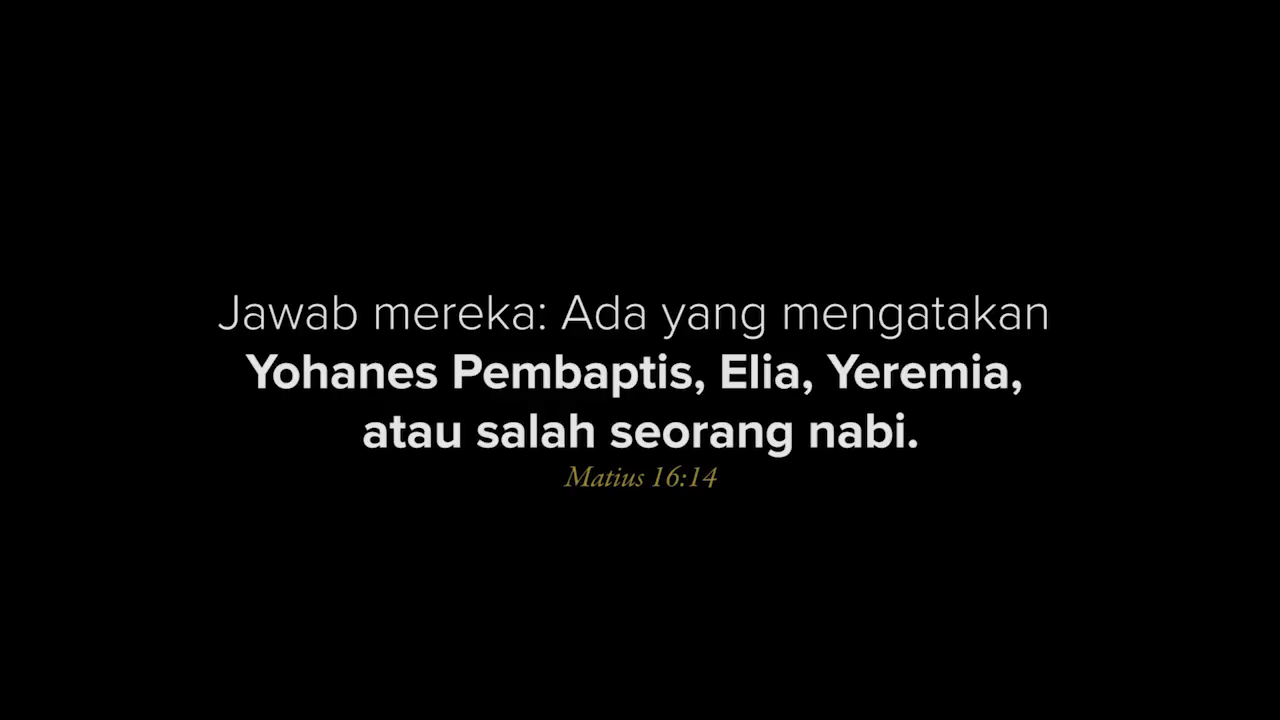 Jawab mereka: Ada yang mengatakan
Yohanes Pembaptis, Elia, Yeremia,
atau salah seorang nabi.
Matius 16:14